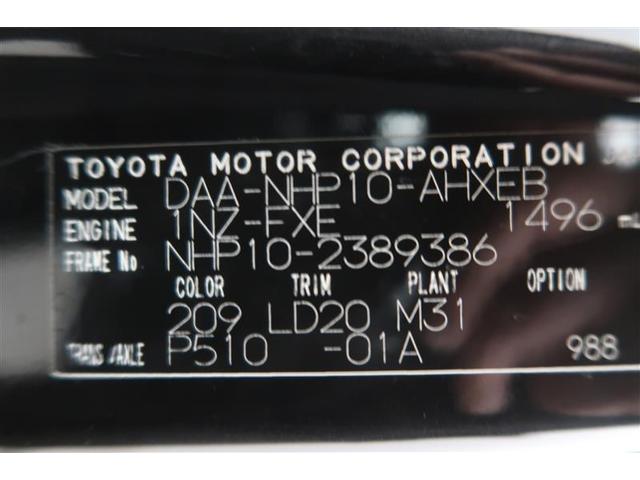 TOYOTA MOTOR CORPORATION
MODEL DAA-NHP10-AHXEB
ENGINE 1NZ-FXE 1496
FRAME No. NHP10-2389386
COLOR TRIM PLANT OPTION
209 LD20 M31
TRANS/AXLE P510 -01A 988